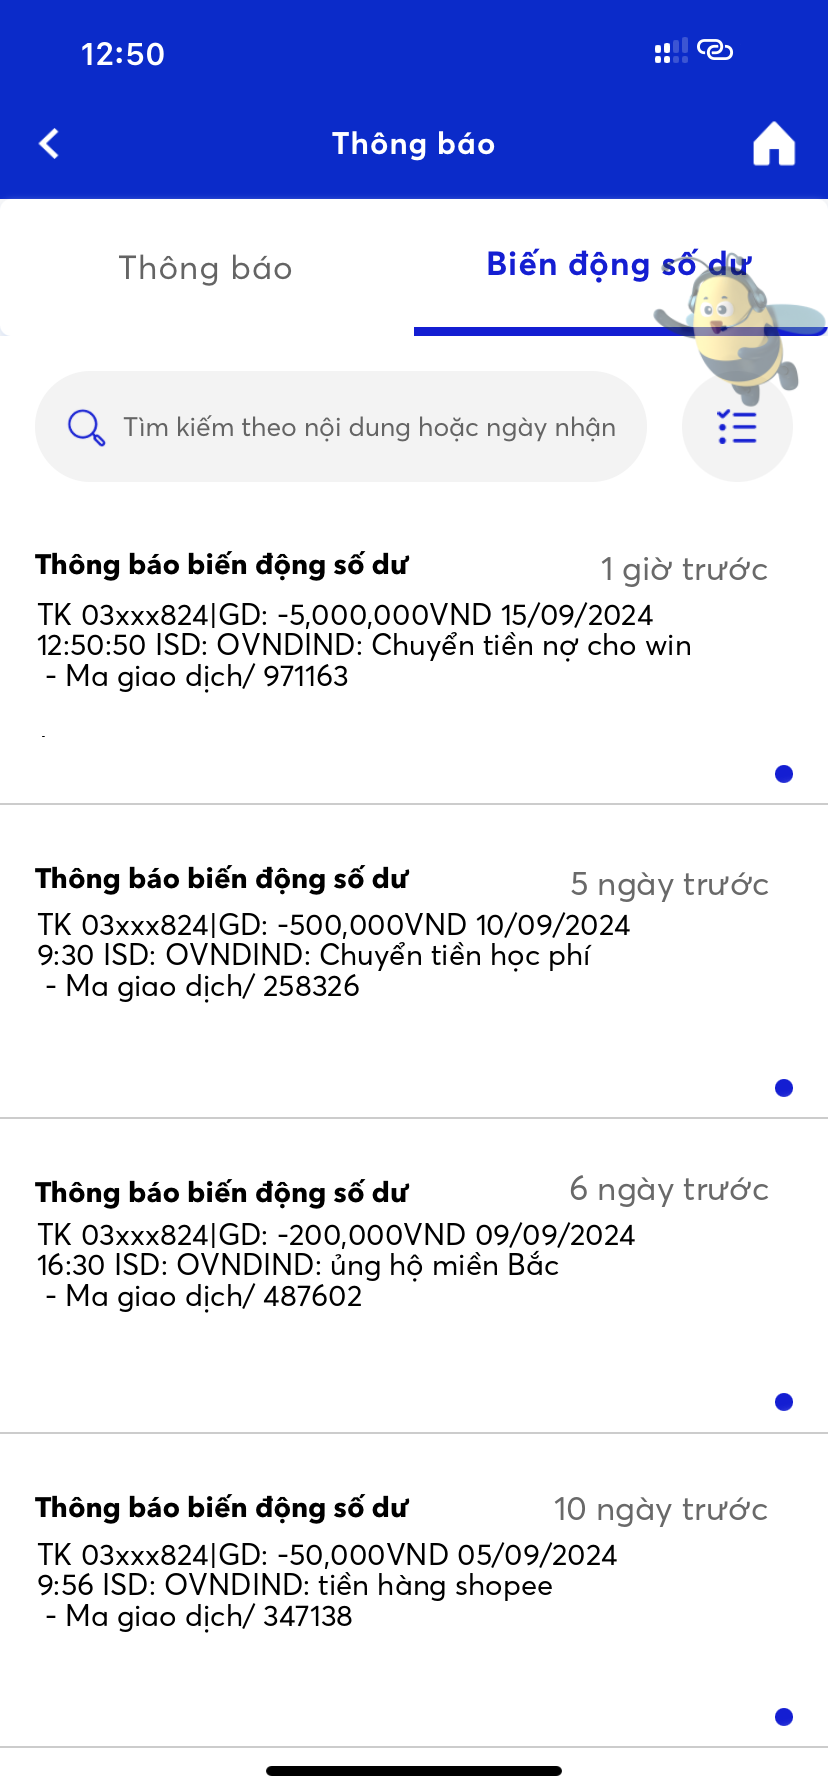 12:50
Thông báo
Thông báo
Biến động số dư
Tìm kiếm theo nội dung hoặc ngày nhận
Thông báo biến động số dư
1 giờ trước
TK 03xxx824|GD: -5,000,000VND 15/09/2024
12:50:50 ISD: OVNDIND: Chuyển tiền nợ cho win
- Ma giao dịch/ 971163
Thông báo biến động số dư
5 ngày trước
TK 03xxx824|GD: -500,000VND 10/09/2024
9:30 ISD: OVNDIND: Chuyển tiền học phí
- Ma giao dịch/ 258326
Thông báo biến động số dư
6 ngày trước
TK 03xxx824|GD: -200,000VND 09/09/2024
16:30 ISD: OVNDIND: ủng hộ miền Bắc
- Ma giao dịch/ 487602
Thông báo biến động số dư
10 ngày trước
TK 03xxx824|GD: -50,000VND 05/09/2024
9:56 ISD: OVNDIND: tiền hàng shopee
- Ma giao dịch/ 347138